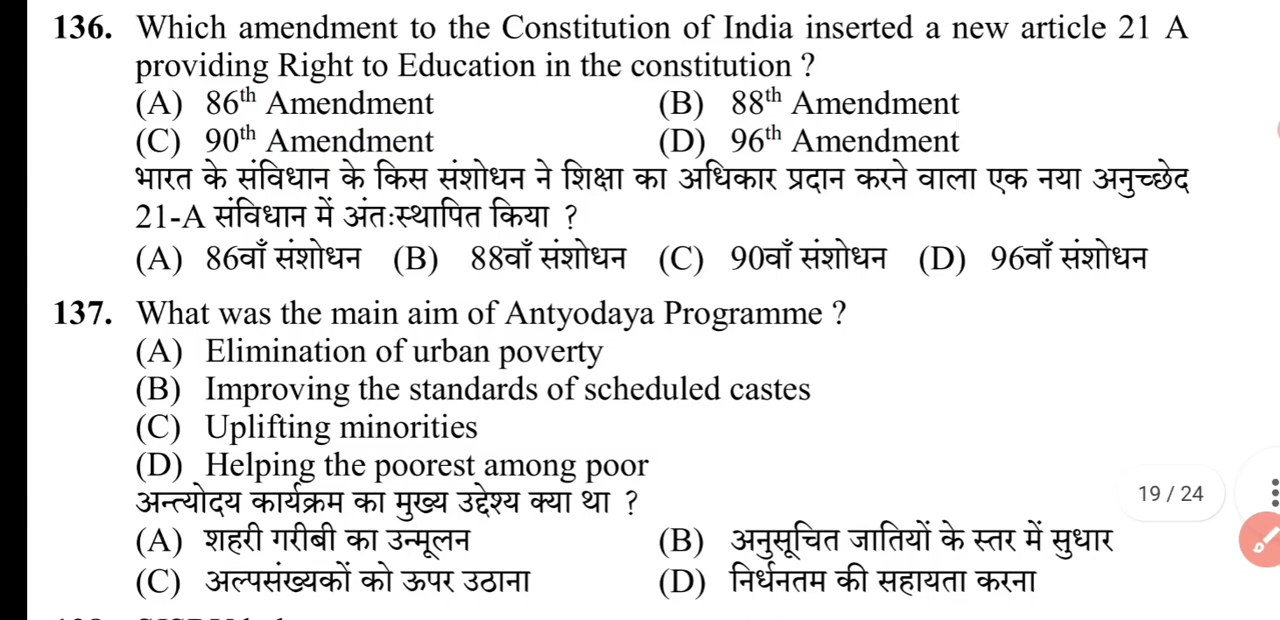 136. Which amendment to the Constitution of India inserted a new article 21 A
providing Right to Education in the constitution ?
(A) 86th Amendment (B) 88th Amendment
(C) 90th Amendment (D) 96th Amendment
भारत के संविधान के किस संशोधन ने शिक्षा का अधिकार प्रदान करने वाला एक नया अनुच्छेद
21-A संविधान में अंतःस्थापित किया ?
(A) 86वाँ संशोधन (B) 88वाँ संशोधन (C) 90वाँ संशोधन (D) 96वाँ संशोधन
137. What was the main aim of Antyodaya Programme ?
(A) Elimination of urban poverty
(B) Improving the standards of scheduled castes
(C) Uplifting minorities
(D) Helping the poorest among poor
19 / 24
अन्त्योदय कार्यक्रम का मुख्य उद्देश्य क्या था ?
(A) शहरी गरीबी का उन्मूलन (B) अनुसूचित जातियों के स्तर में सुधार
(C) अल्पसंख्यकों को ऊपर उठाना (D) निर्धनतम की सहायता करना